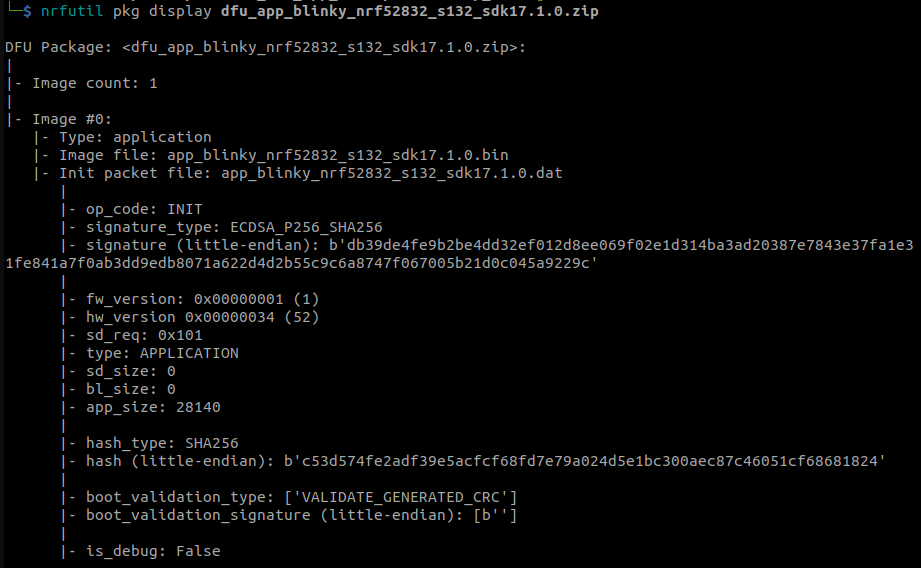 └─$ nrfutil pkg display dfu_app_blinky_nrf52832_s132_sdk17.1.0.zip

DFU Package: <dfu_app_blinky_nrf52832_s132_sdk17.1.0.zip>:
|
|- Image count: 1
|
|- Image #0:
   |- Type: application
   |- Image file: app_blinky_nrf52832_s132_sdk17.1.0.bin
   |- Init packet file: app_blinky_nrf52832_s132_sdk17.1.0.dat
      |
      |- op_code: INIT
      |- signature_type: ECDSA_P256_SHA256
      |- signature (little-endian): b'db39de4fe9b2be4dd32ef012d8ee069f02e1d314ba3ad20387e7843e37fa1e3
1fe841a7f0ab3dd9edb8071a622d4d2b55c9c6a8747f067005b21d0c045a9229c'
      |
      |- fw_version: 0x00000001 (1)
      |- hw_version 0x00000034 (52)
      |- sd_req: 0x101
      |- type: APPLICATION
      |- sd_size: 0
      |- bl_size: 0
      |- app_size: 28140
      |
      |- hash_type: SHA256
      |- hash (little-endian): b'c53d574fe2adf39e5acfcf68fd7e79a024d5e1bc300aec87c46051cf68681824'
      |
      |- boot_validation_type: ['VALIDATE_GENERATED_CRC']
      |- boot_validation_signature (little-endian): [b'']
      |
      |- is_debug: False